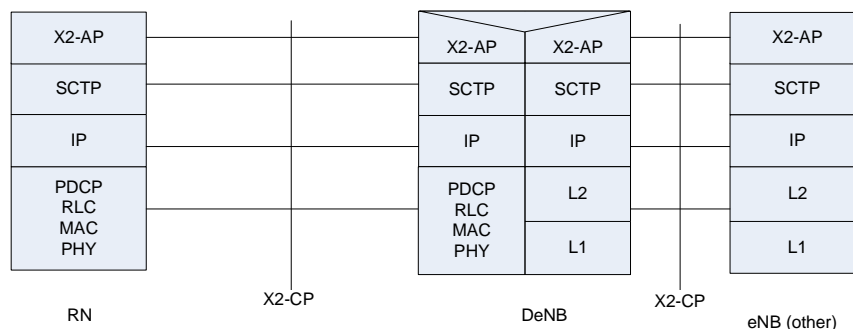 X2-AP
SCTP
IP
PDCP
RLC
MAC
PHY
RN
X2-CP
X2-AP X2-AP
SCTP SCTP
IP IP
PDCP
RLC
MAC
PHY
L2
L1
DeNB
X2-CP
X2-AP
SCTP
IP
L2
L1
eNB (other)